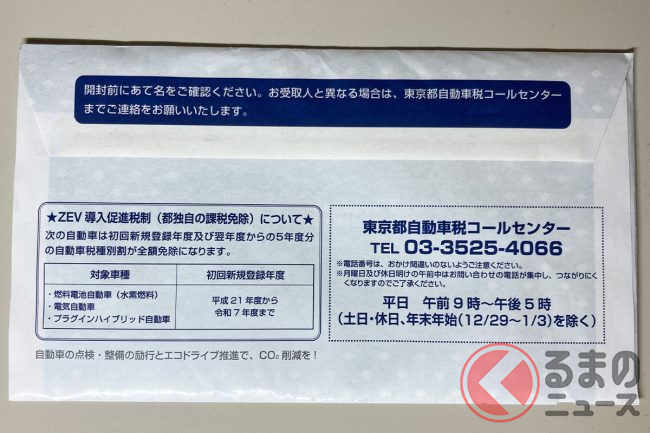 開封前にあて名をご確認ください。お受取人と異なる場合は、東京都自動車税コールセンター
までご連絡をお願いいたします。
★ZEV 導入促進税制（都独自の課税免除）について★
次の自動車は初回新規登録年度及び翌年度からの5年度分
の自動車税種別割が全額免除になります。
対象車種
初回新規登録年度
・燃料電池自動車（水素燃料）
・電気自動車
・プラグインハイブリッド自動車
平成21年度から
令和7年度まで
自動車の点検・整備の励行とエコドライブ推進で、CO₂ 削減を！
東京都自動車税コールセンター
TEL 03-3525-4066
※電話番号は、おかけ間違いのないようご注意ください。
※月曜日及び休日明けの午前中はお問い合わせの電話が集中し、つながりにく
くなりますのでご了承ください。
平日 午前9時～午後5時
（土日・休日、年末年始（12/29～1/3）を除く）
くるまの
ニュース